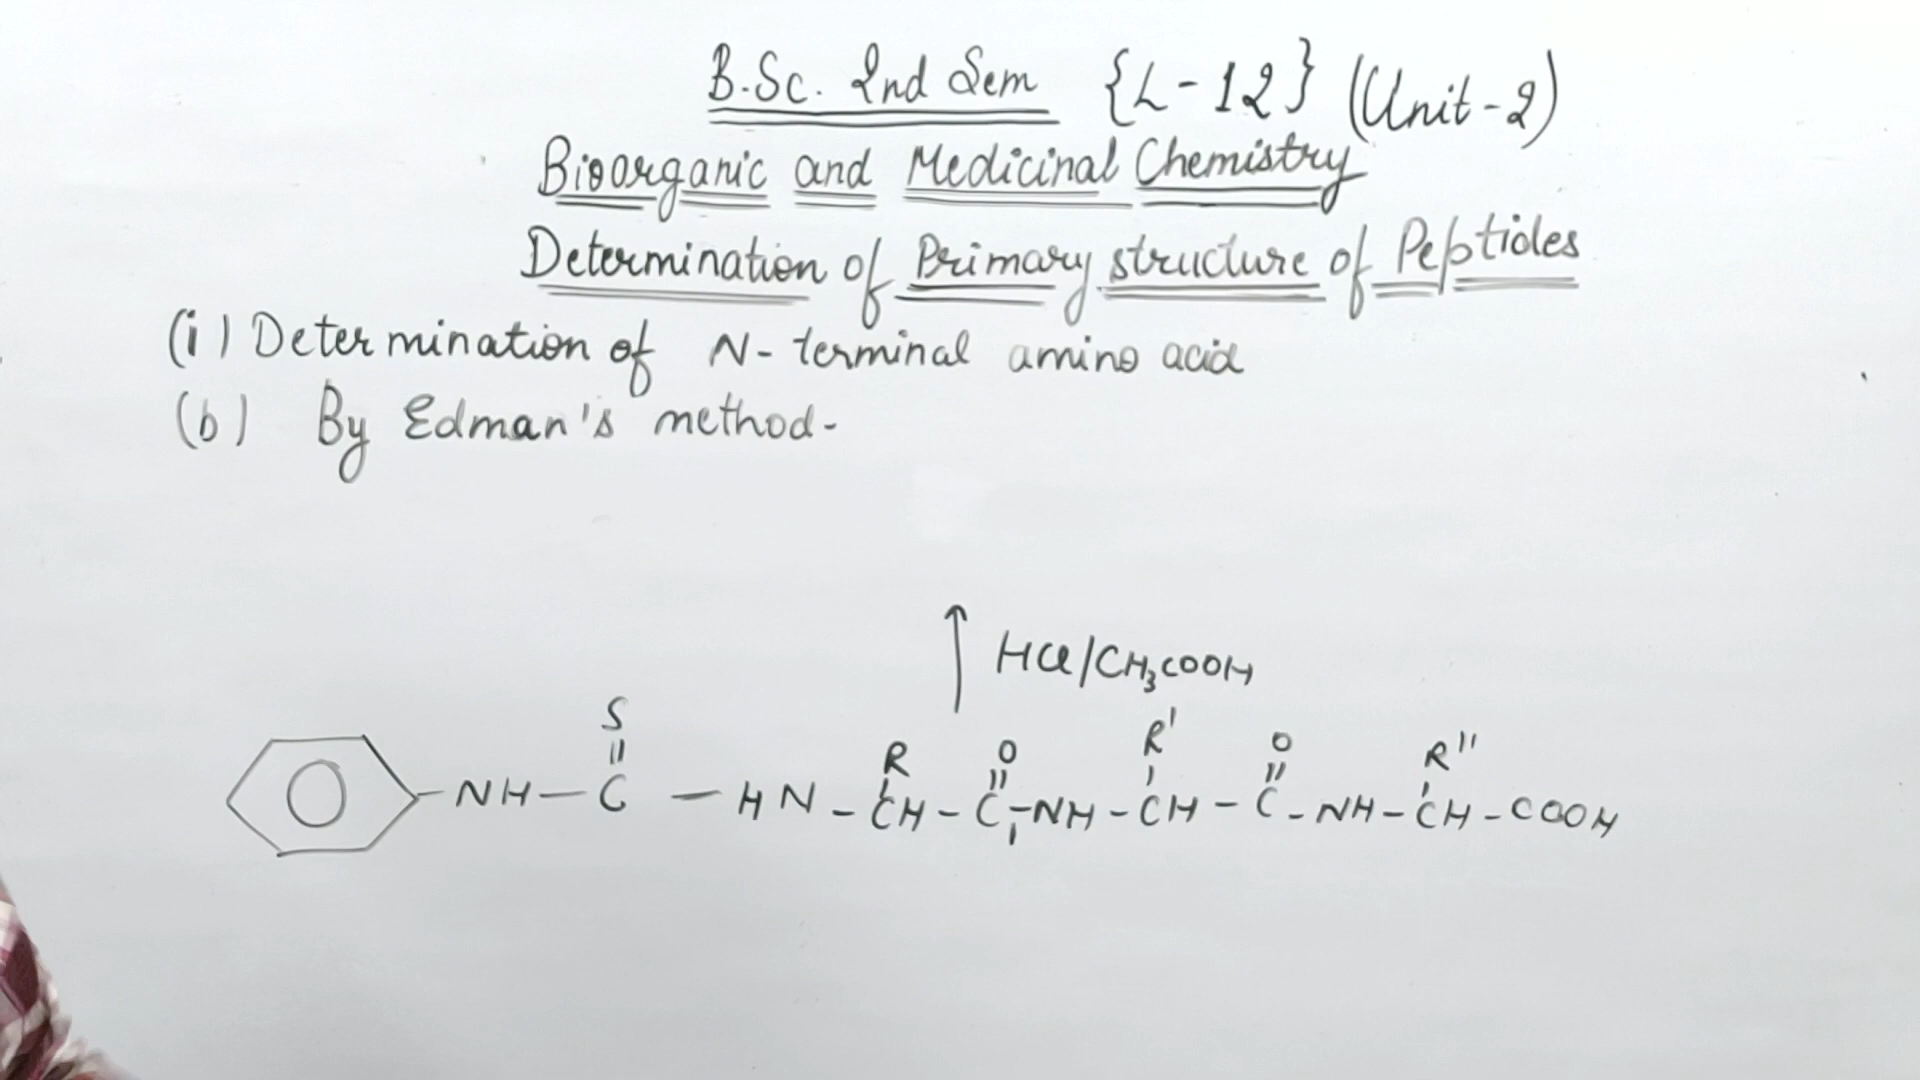 B.Sc. 2nd Sem {L-12} (Unit-2)
Bioorganic and Medicinal Chemistry
Determination of Primary structure of Peptides
(i) Determination of N-terminal amino acid
(b) By Edman's method-
HCl/CH₃COOH
S R O R' O R''
NH-C-HN-CH-C-NH-CH-C-NH-CH-COOH